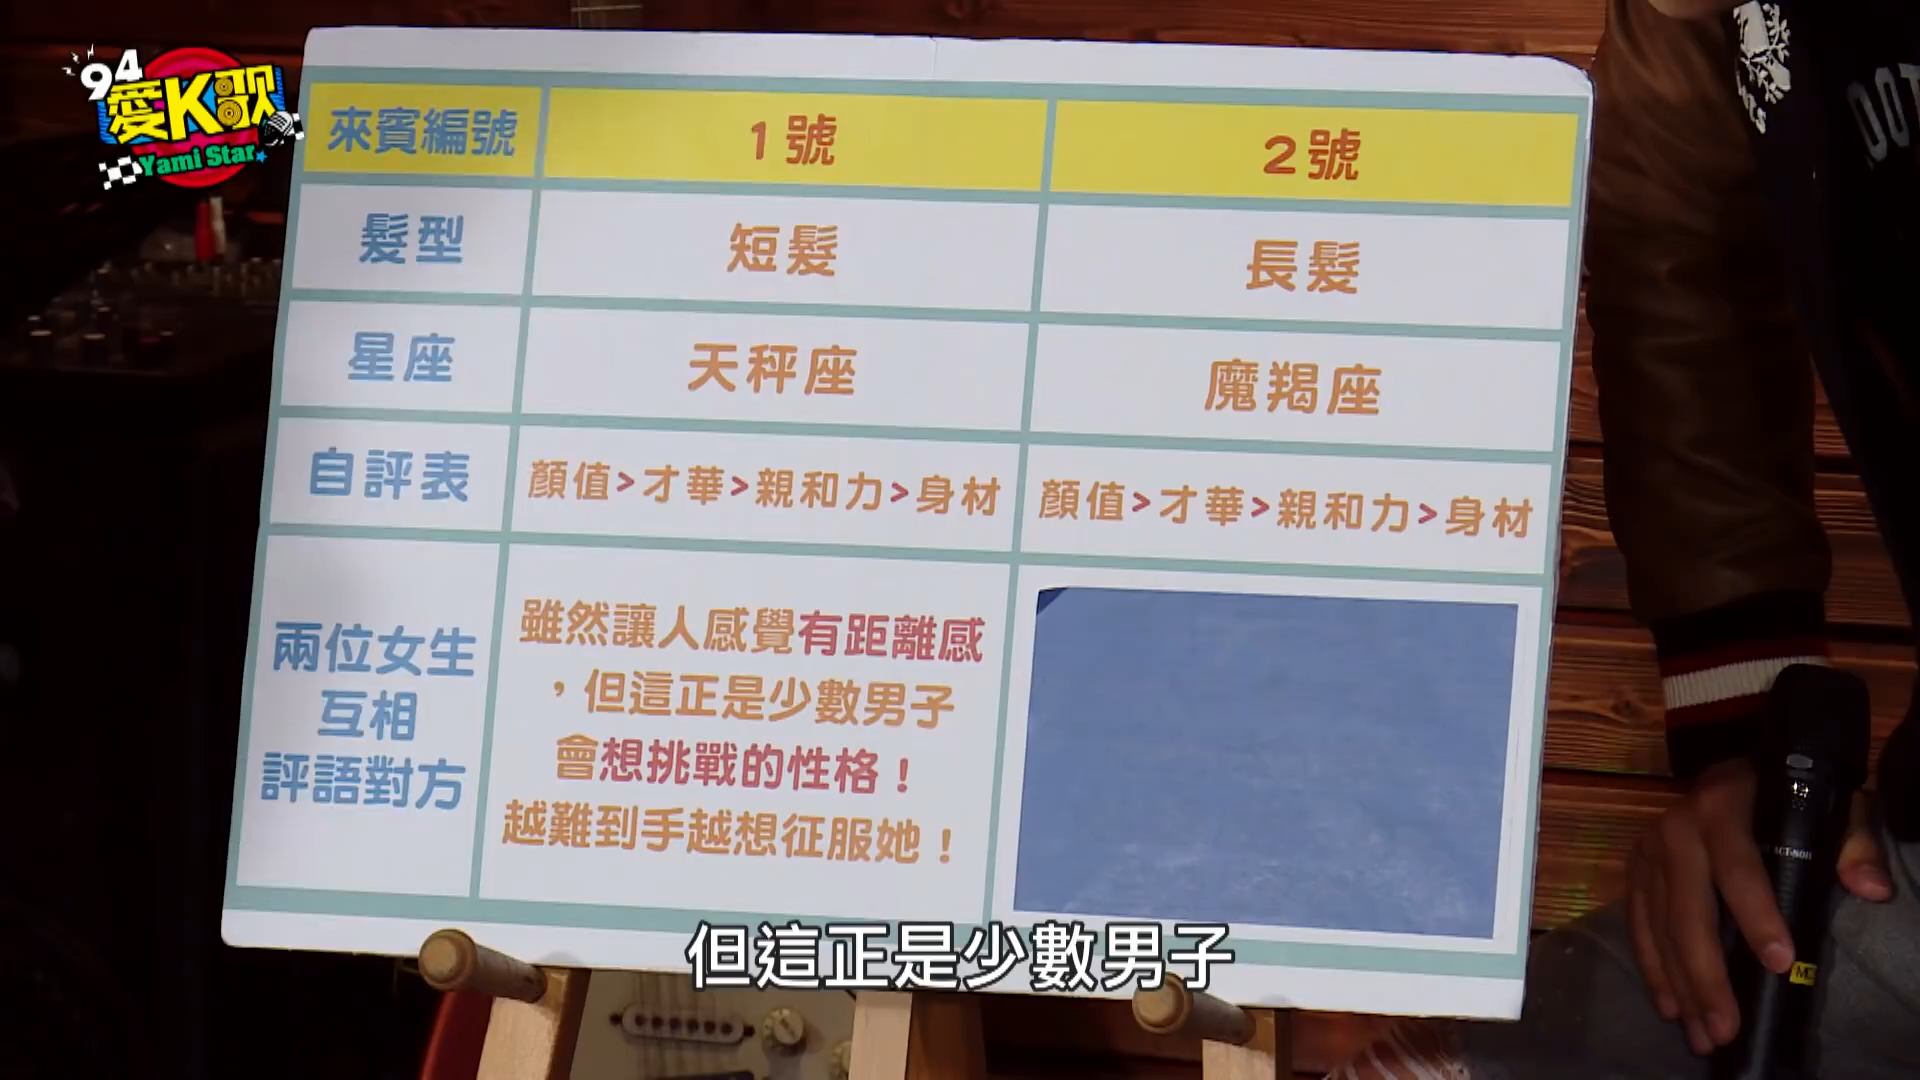 94
愛K歌
Yami Star
來賓編號 1號 2號
髮型 短髮 長髮
星座 天秤座 魔羯座
自評表 顏值>才華>親和力>身材 顏值>才華>親和力>身材
兩位女生
互相
評語對方
雖然讓人感覺有距離感
，但這正是少數男子
會想挑戰的性格！
越難到手越想征服她！
但這正是少數男子